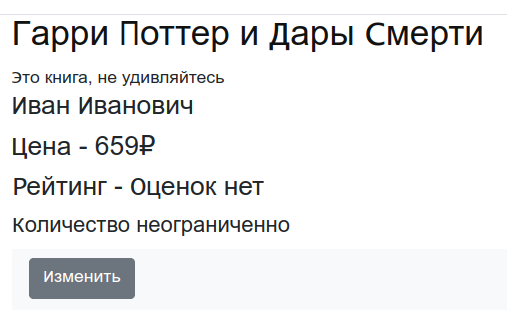 Гарри Поттер и Дары Смерти
Это книга, не удивляйтесь
Иван Иванович
Цена - 659₽
Рейтинг - Оценок нет
Количество неограниченно
Изменить